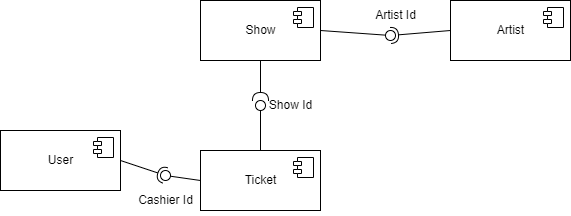 Artist Id
Show
Artist
Show Id
User
Ticket
Cashier Id